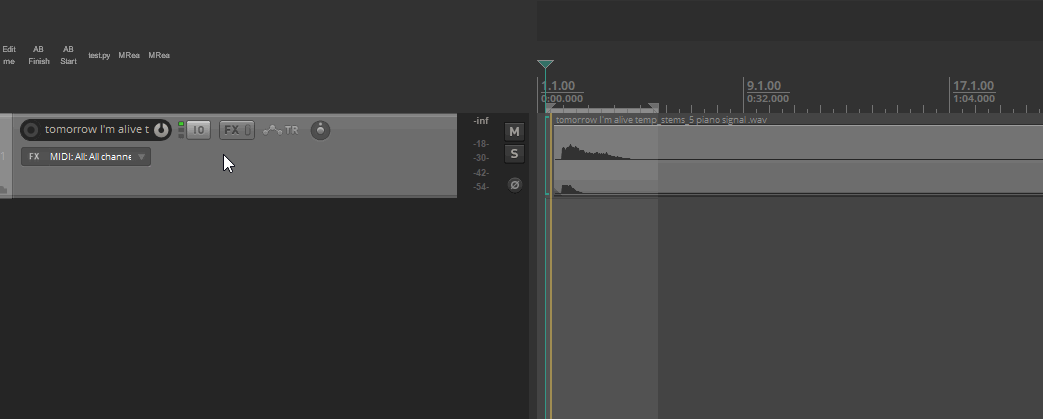 Edit
me
AB
Finish
AB
Start
test.py
MRea
MRea
1.1.00
0:00.000
9.1.00
0:32.000
17.1.00
1:04.000
1
tomorrow I'm alive t
IO
FX
TR
FX
MIDI: All: All channe
-inf
-18-
-30-
-42-
-54-
M
S
Ø
tomorrow I'm alive temp_stems_5 piano signal .wav